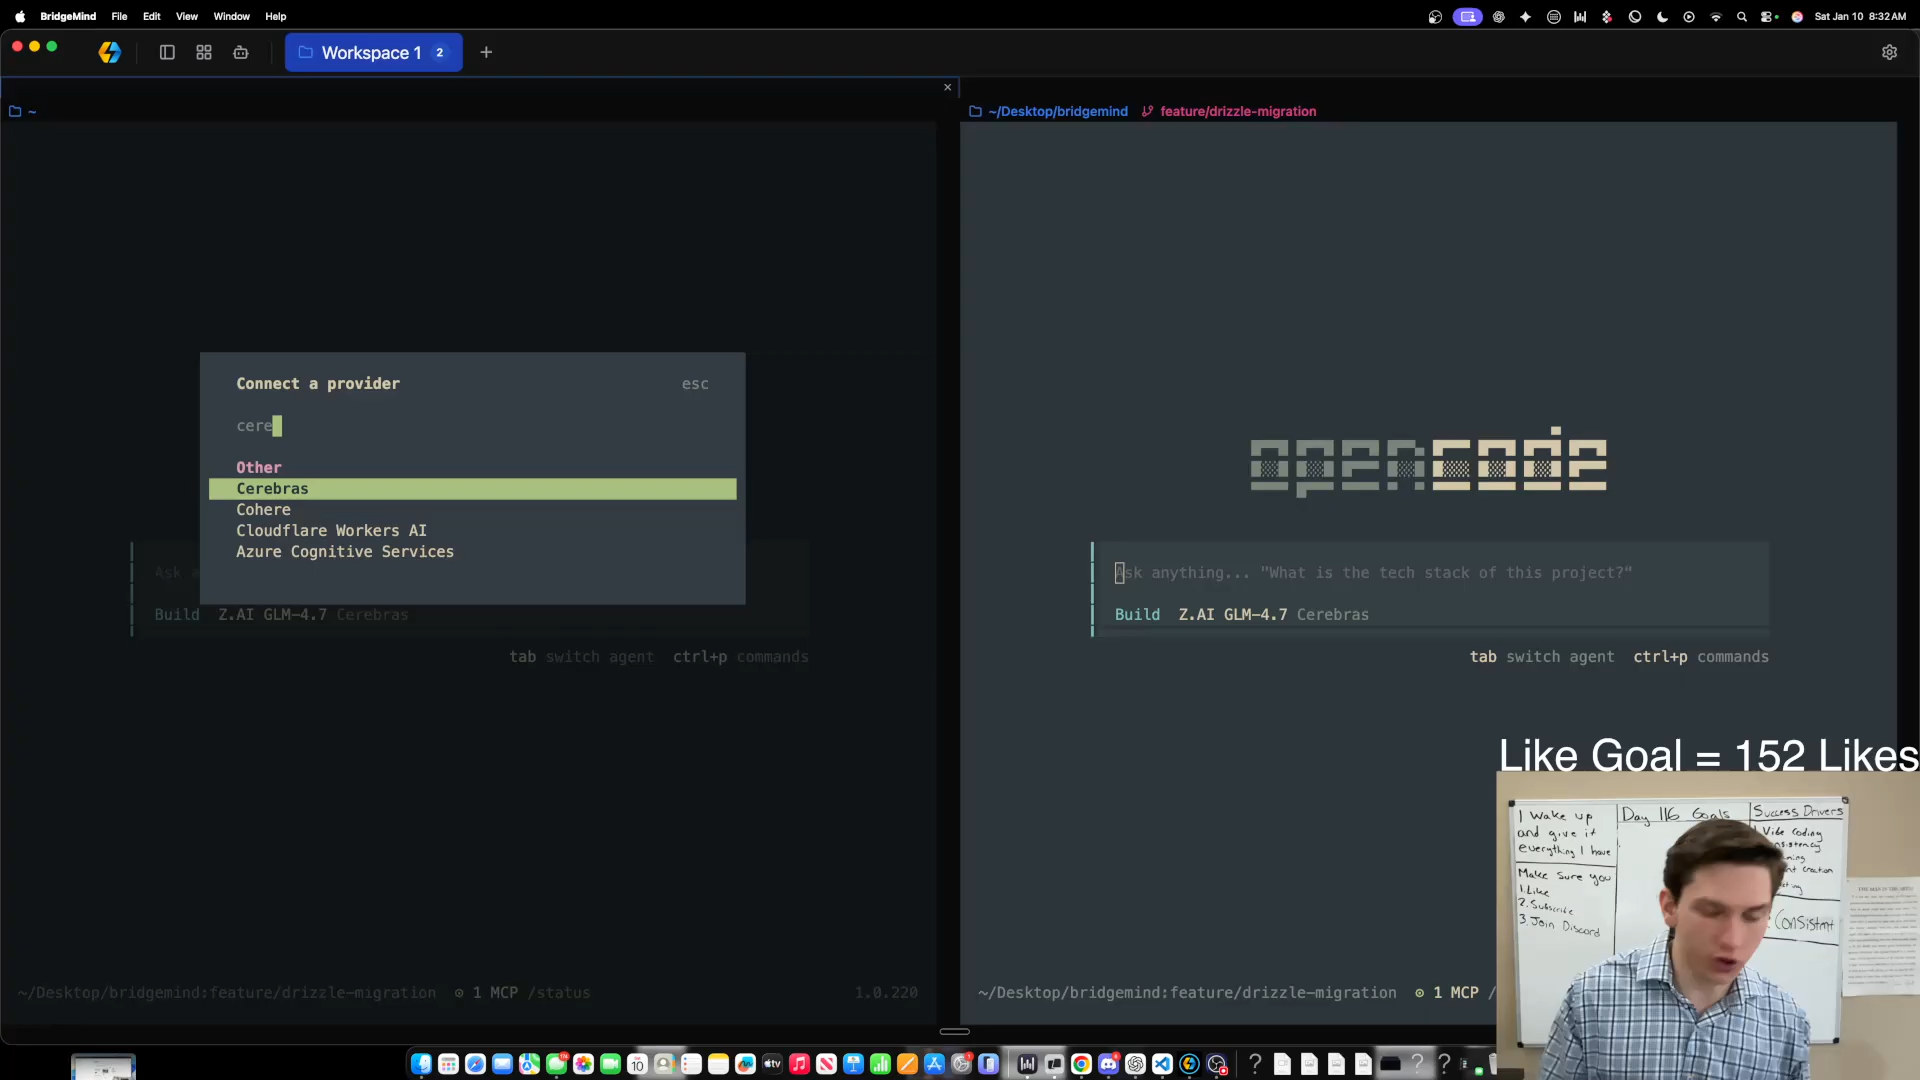 BridgeMind File Edit View Window Help
Sat Jan 10 8:32 AM
Workspace 1 2 +
~
~/Desktop/bridgemind feature/drizzle-migration
Connect a provider esc
cere
Other
Cerebras
Cohere
Cloudflare Workers AI
Azure Cognitive Services
Ask a
Build Z.AI GLM-4.7 Cerebras
tab switch agent ctrl+p commands
~/Desktop/bridgemind:feature/drizzle-migration ⊙ 1 MCP /status 1.0.220
opencode
Ask anything... "What is the tech stack of this project?"
Build Z.AI GLM-4.7 Cerebras
tab switch agent ctrl+p commands
~/Desktop/bridgemind:feature/drizzle-migration ⊙ 1 MCP /
Like Goal = 152 Likes
I wake up
and give it
everything I have
Make sure you
1. Like
2. Subscribe
3. Join Discord
Day 116 Goals
Success Drivers
Vibe Coding
Consistnt